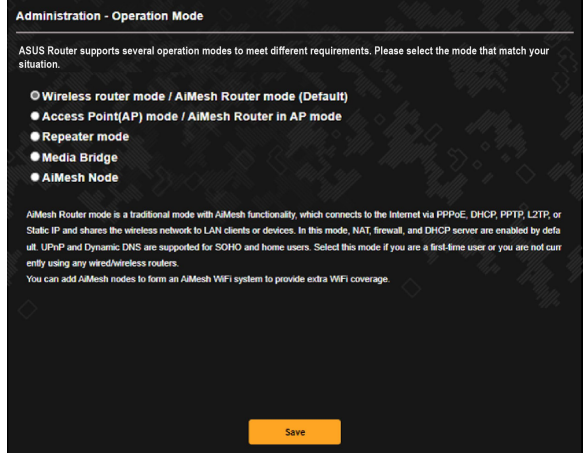 Administration - Operation Mode
ASUS Router supports several operation modes to meet different requirements. Please select the mode that match your
situation.
Wireless router mode / AiMesh Router mode (Default)
Access Point(AP) mode / AiMesh Router in AP mode
Repeater mode
Media Bridge
AiMesh Node
AiMesh Router mode is a traditional mode with AiMesh functionality, which connects to the Internet via PPPoE, DHCP, PPTP, L2TP, or
Static IP and shares the wireless network to LAN clients or devices. In this mode, NAT, firewall, and DHCP server are enabled by defa
ult. UPnP and Dynamic DNS are supported for SOHO and home users. Select this mode if you are a first-time user or you are not curr
ently using any wired/wireless routers.
You can add AiMesh nodes to form an AiMesh WiFi system to provide extra WiFi coverage.
Save